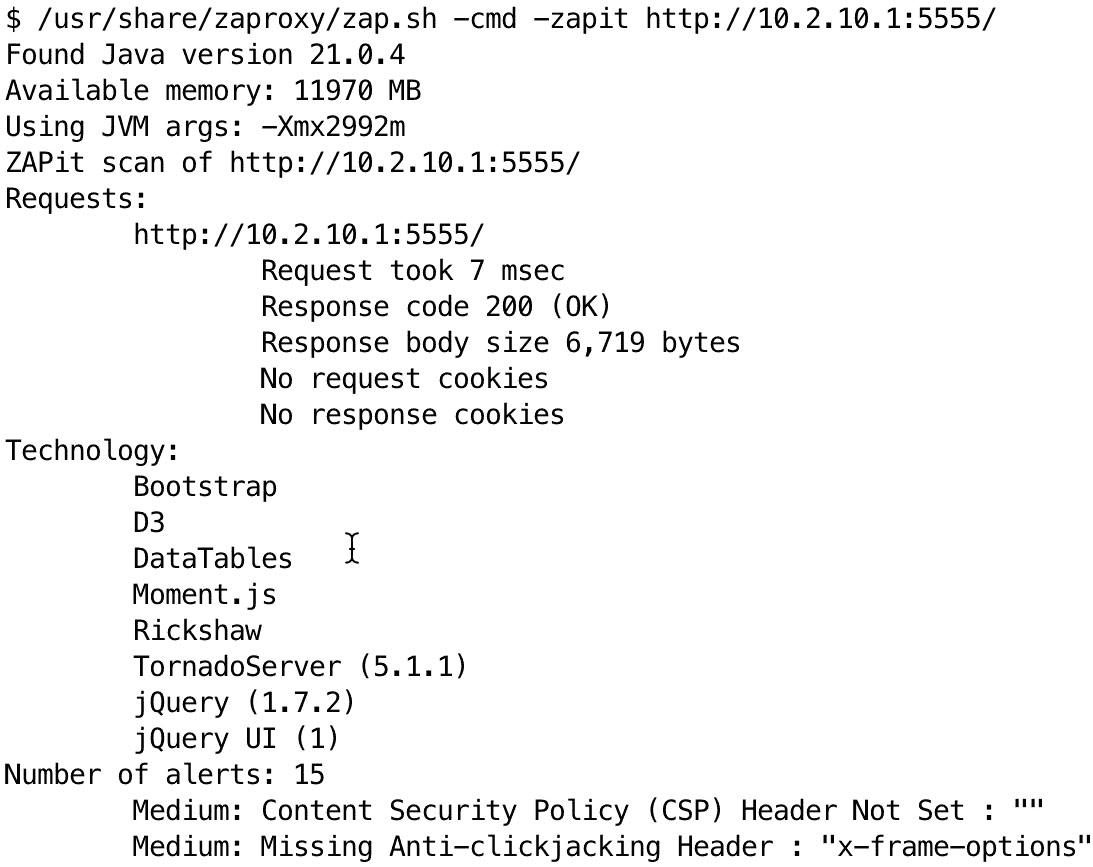 $ /usr/share/zaproxy/zap.sh -cmd -zapit http://10.2.10.1:5555/
Found Java version 21.0.4
Available memory: 11970 MB
Using JVM args: -Xmx2992m
ZAPit scan of http://10.2.10.1:5555/
Requests:
http://10.2.10.1:5555/
Request took 7 msec
Response code 200 (OK)
Response body size 6,719 bytes
No request cookies
No response cookies
Technology:
Bootstrap
D3
DataTables
Moment.js
Rickshaw
TornadoServer (5.1.1)
jQuery (1.7.2)
jQuery UI (1)
Number of alerts: 15
Medium: Content Security Policy (CSP) Header Not Set : ""
Medium: Missing Anti-clickjacking Header : "x-frame-options"